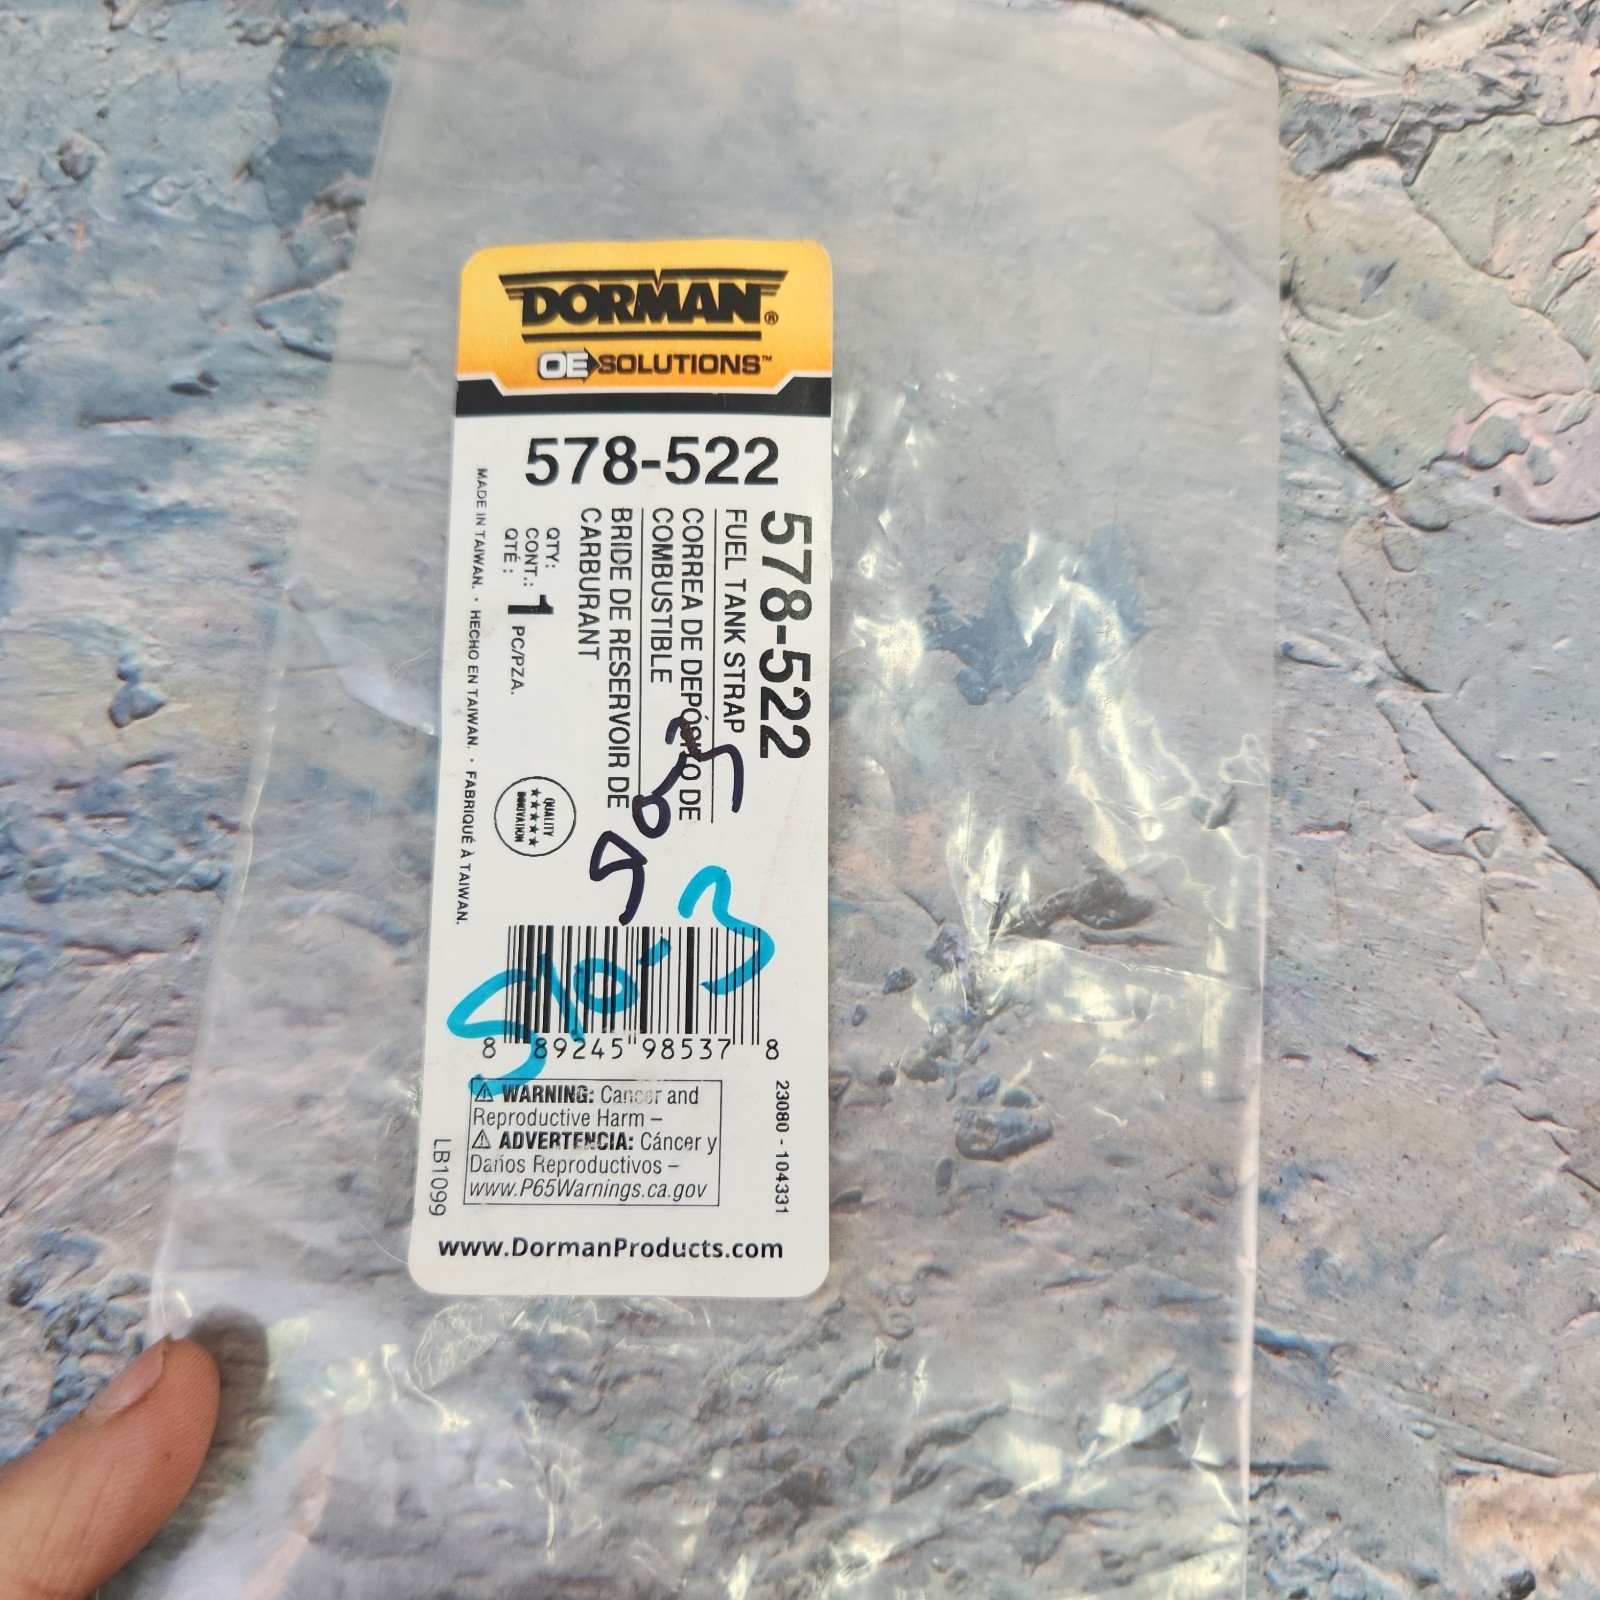 DORMAN®
OE SOLUTIONS™
578-522
578-522
FUEL TANK STRAP
CORREA DE DEPÓSITO DE
COMBUSTIBLE
BRIDE DE RESERVOIR DE
CARBURANT
QTY:
CONT.: 1 PC/PZA.
QTÉ :
MADE IN TAIWAN. • HECHO EN TAIWAN. • FABRIQUÉ À TAIWAN.
QUALITY
★★★★★
INNOVATION
8 89245 98537 8
23080 - 104331
⚠ WARNING: Cancer and
Reproductive Harm –
⚠ ADVERTENCIA: Cáncer y
Daños Reproductivos –
www.P65Warnings.ca.gov
LB1099
www.DormanProducts.com